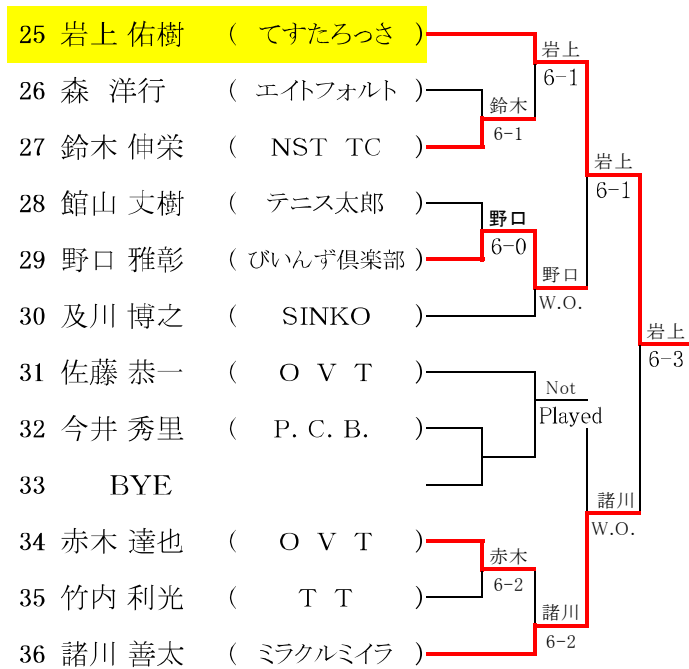 25 岩上 佑樹 ( てすたろっさ )
26 森 洋行 ( エイトフォルト )
27 鈴木 伸栄 ( NST TC )
28 館山 丈樹 ( テニス太郎 )
29 野口 雅彰 ( びいんず倶楽部 )
30 及川 博之 ( SINKO )
31 佐藤 恭一 ( O V T )
32 今井 秀里 ( P. C. B. )
33 BYE
34 赤木 達也 ( O V T )
35 竹内 利光 ( T T )
36 諸川 善太 ( ミラクルミイラ )
鈴木
6-1
野口
6-0
赤木
6-2
岩上
6-1
野口
W.O.
Not
Played
諸川
6-2
岩上
6-1
諸川
W.O.
岩上
6-3